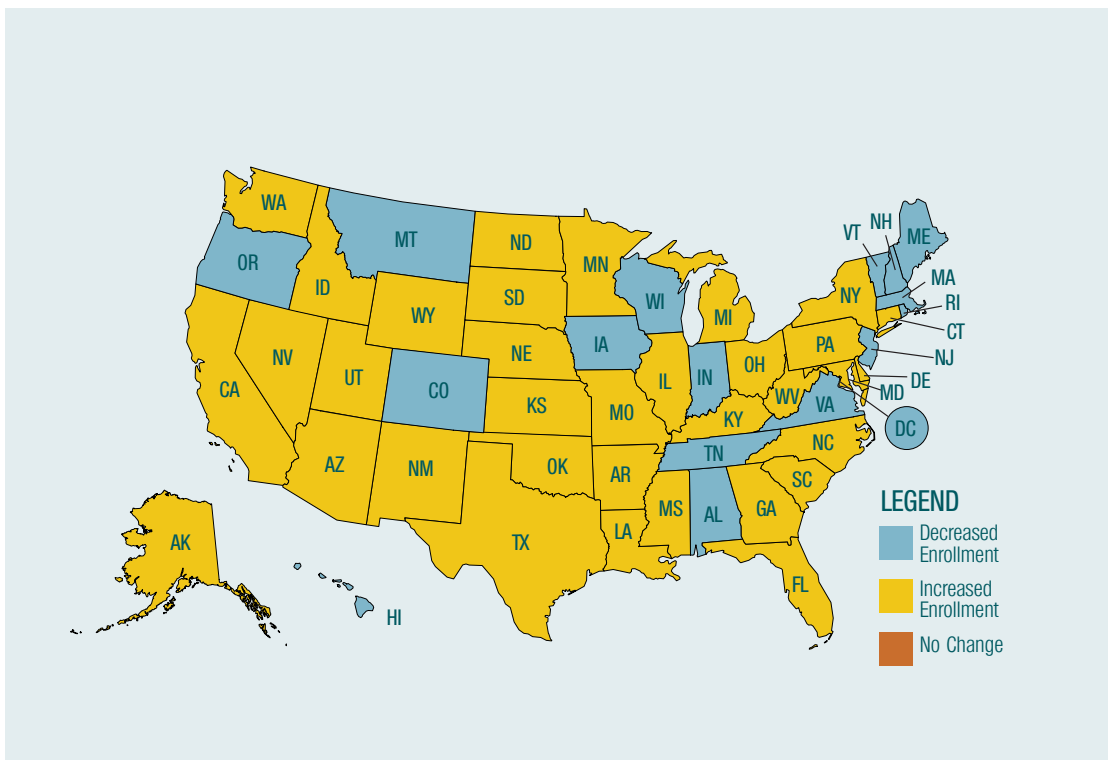 WA
MT
ND
MN
VT
NH
ME
OR
ID
SD
WI
MA
WY
MI
NY
RI
CT
NV
NE
IA
PA
NJ
CA
UT
CO
IL
IN
OH
DE
MD
KS
MO
WV
VA
KY
DC
AZ
NM
OK
AR
TN
NC
SC
TX
LA
MS
AL
GA
FL
AK
HI
LEGEND
Decreased
Enrollment
Increased
Enrollment
No Change